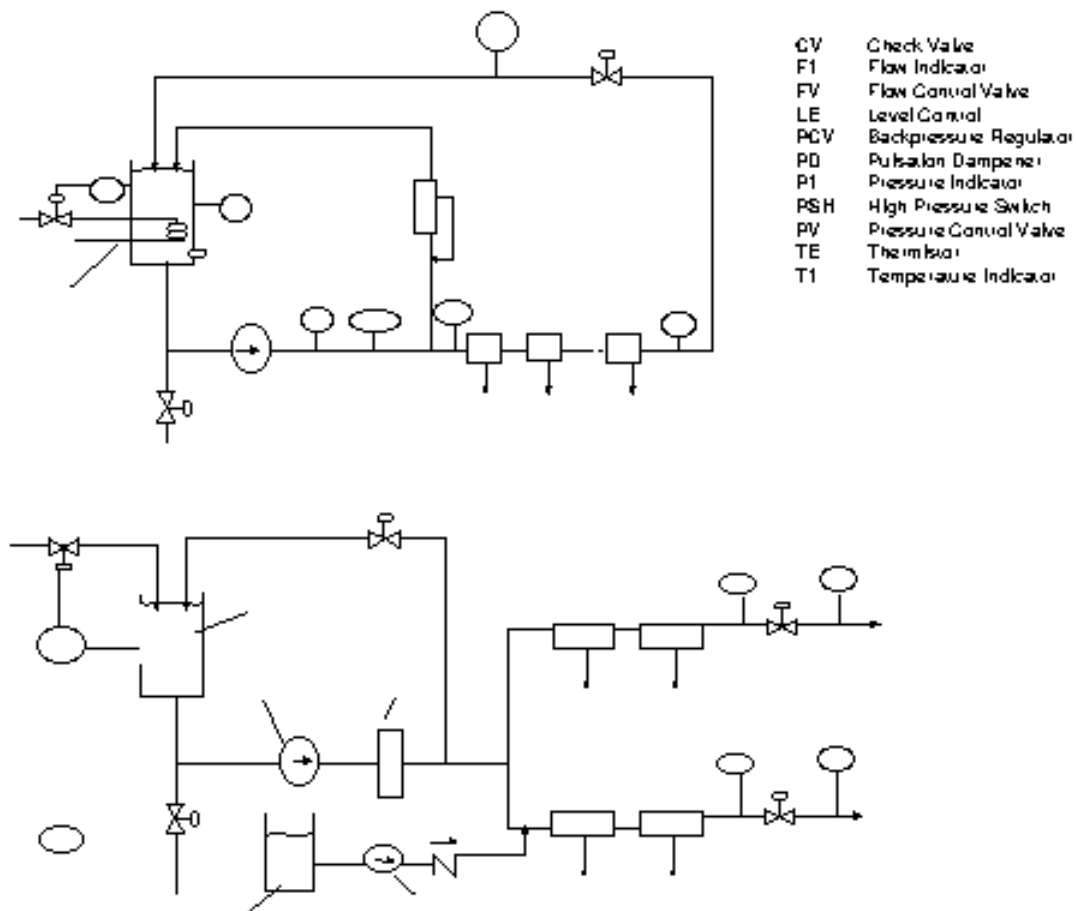 CV Check Valve
F1 Flow Indicator
FV Flow Control Valve
LE Level Control
PCV Backpressure Regulator
PD Pulsation Dampener
P1 Pressure Indicator
PSH High Pressure Switch
PV Pressure Control Valve
TE Thermistor
T1 Temperature Indicator